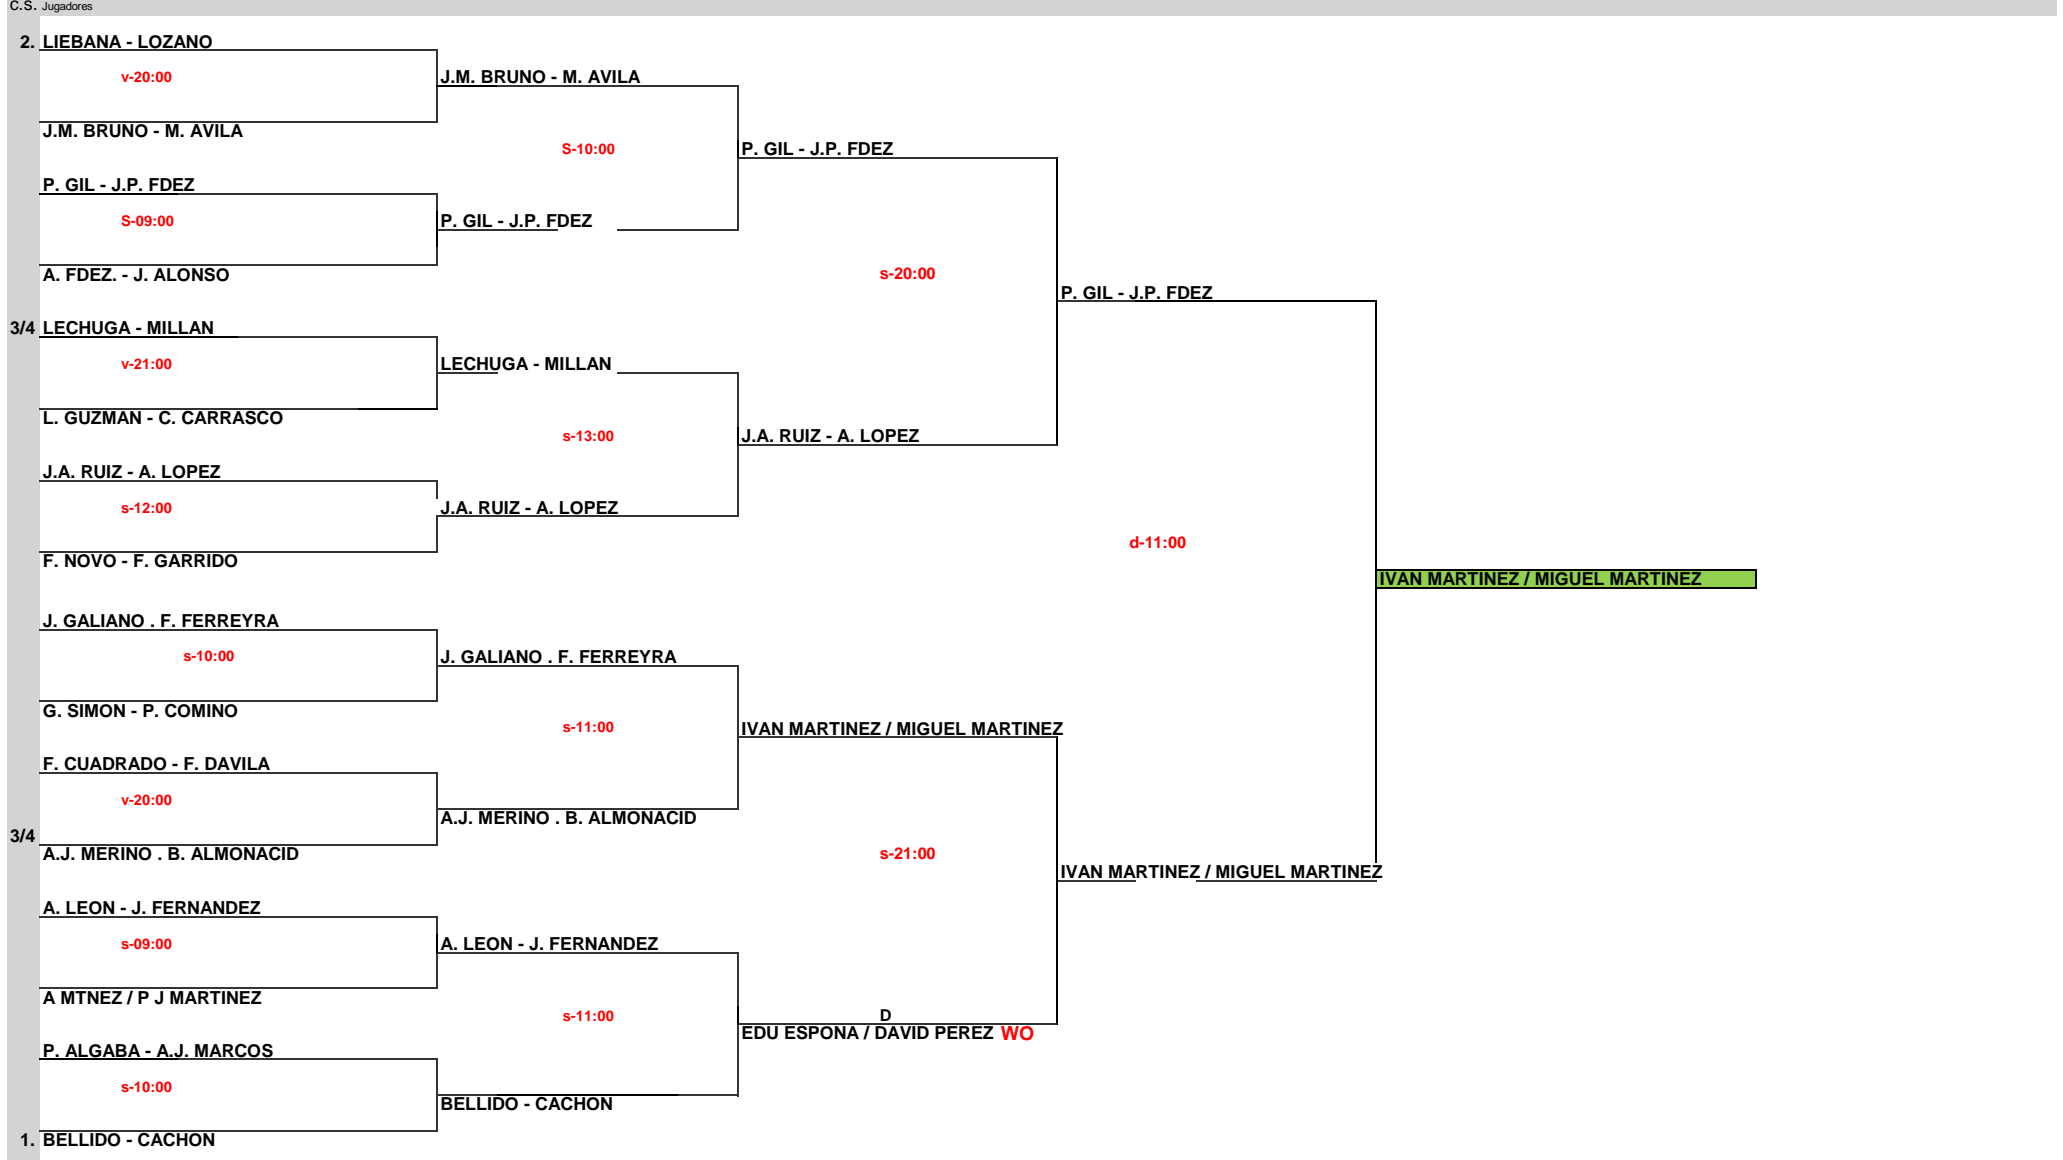 C.S. Jugadores
2. LIEBANA - LOZANO
v-20:00
J.M. BRUNO - M. AVILA
J.M. BRUNO - M. AVILA
S-10:00
P. GIL - J.P. FDEZ
P. GIL - J.P. FDEZ
S-09:00
P. GIL - J.P. FDEZ
A. FDEZ. - J. ALONSO
s-20:00
P. GIL - J.P. FDEZ
3/4 LECHUGA - MILLAN
v-21:00
LECHUGA - MILLAN
L. GUZMAN - C. CARRASCO
s-13:00
J.A. RUIZ - A. LOPEZ
J.A. RUIZ - A. LOPEZ
s-12:00
J.A. RUIZ - A. LOPEZ
d-11:00
F. NOVO - F. GARRIDO
IVAN MARTINEZ / MIGUEL MARTINEZ
J. GALIANO . F. FERREYRA
s-10:00
J. GALIANO . F. FERREYRA
G. SIMON - P. COMINO
s-11:00
IVAN MARTINEZ / MIGUEL MARTINEZ
F. CUADRADO - F. DAVILA
v-20:00
A.J. MERINO . B. ALMONACID
3/4
A.J. MERINO . B. ALMONACID
s-21:00
IVAN MARTINEZ / MIGUEL MARTINEZ
A. LEON - J. FERNANDEZ
s-09:00
A. LEON - J. FERNANDEZ
A MTNEZ / P J MARTINEZ
s-11:00
D
EDU ESPONA / DAVID PEREZ WO
P. ALGABA - A.J. MARCOS
s-10:00
BELLIDO - CACHON
1. BELLIDO - CACHON